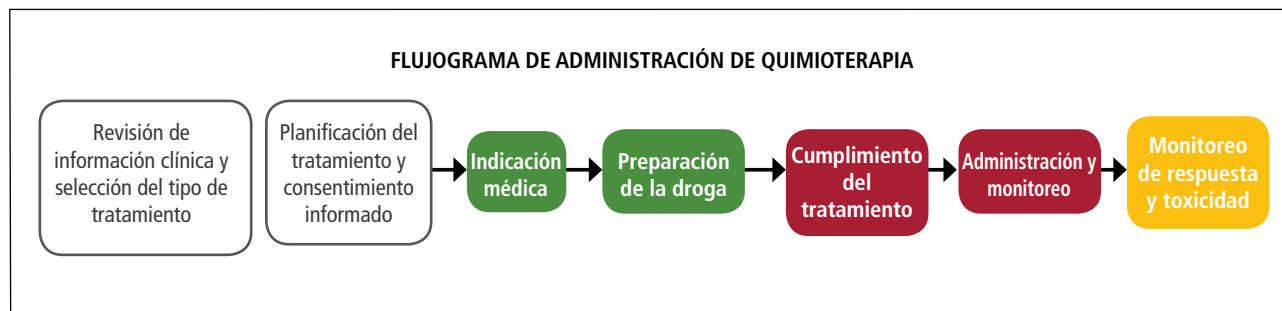 FLUJOGRAMA DE ADMINISTRACIÓN DE QUIMIOTERAPIA
Revisión de
información clínica y
selección del tipo de
tratamiento
Planificación del
tratamiento y
consentimiento
informado
Indicación
médica
Preparación
de la droga
Cumplimiento
del
tratamiento
Administración y
monitoreo
Monitoreo
de respuesta
y toxicidad